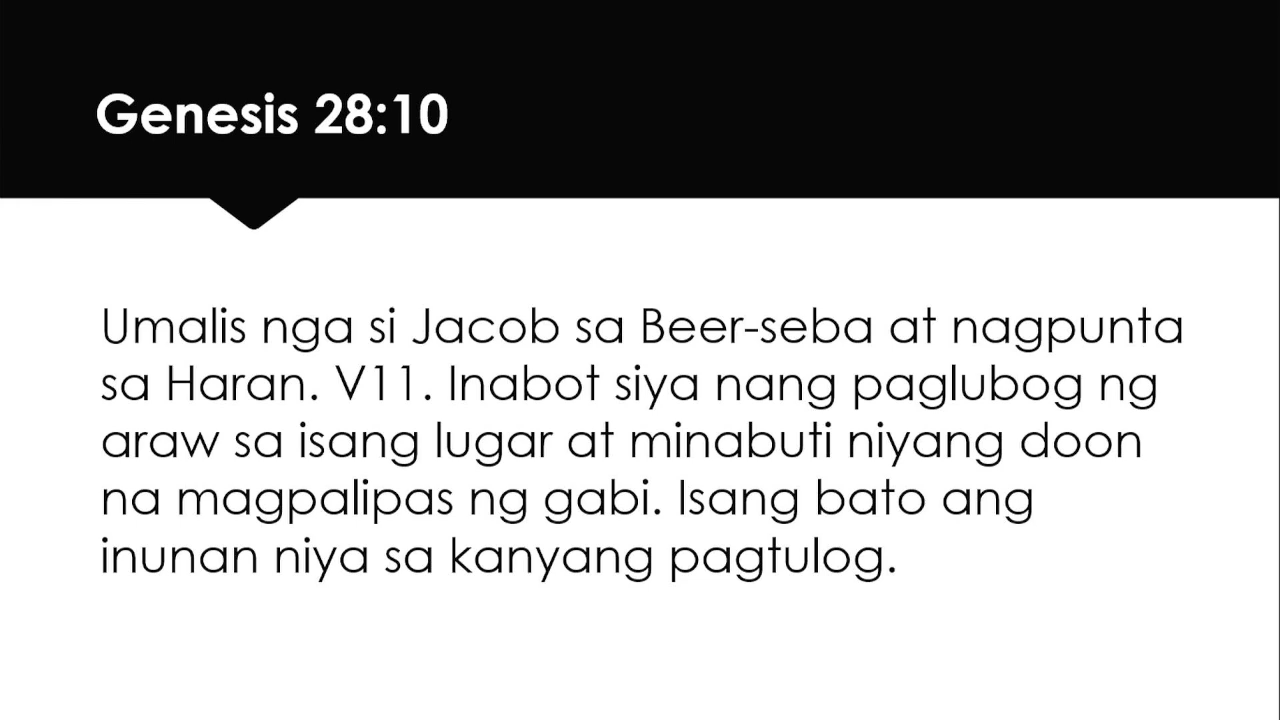 Genesis 28:10
Umalis nga si Jacob sa Beer-seba at nagpunta
sa Haran. V11. Inabot siya nang paglubog ng
araw sa isang lugar at minabuti niyang doon
na magpalipas ng gabi. Isang bato ang
inunan niya sa kanyang pagtulog.